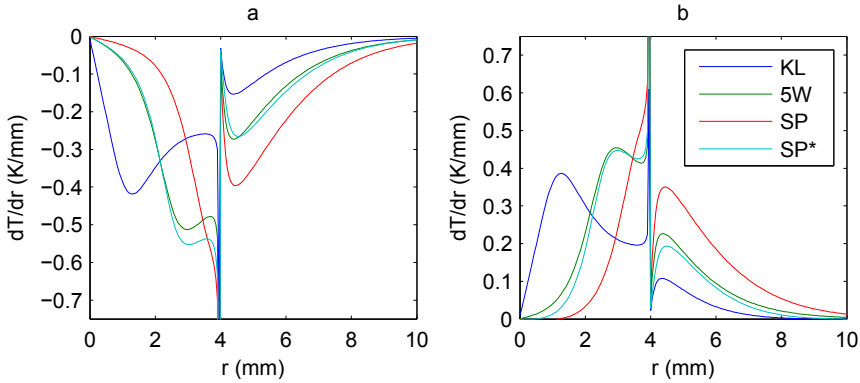 a
0
−0.1
−0.2
−0.3
−0.4
−0.5
−0.6
−0.7
dT/dr (K/mm)
0 2 4 6 8 10
r (mm)
b
0.7
0.6
0.5
0.4
0.3
0.2
0.1
0
dT/dr (K/mm)
0 2 4 6 8 10
r (mm)
KL
5W
SP
SP*